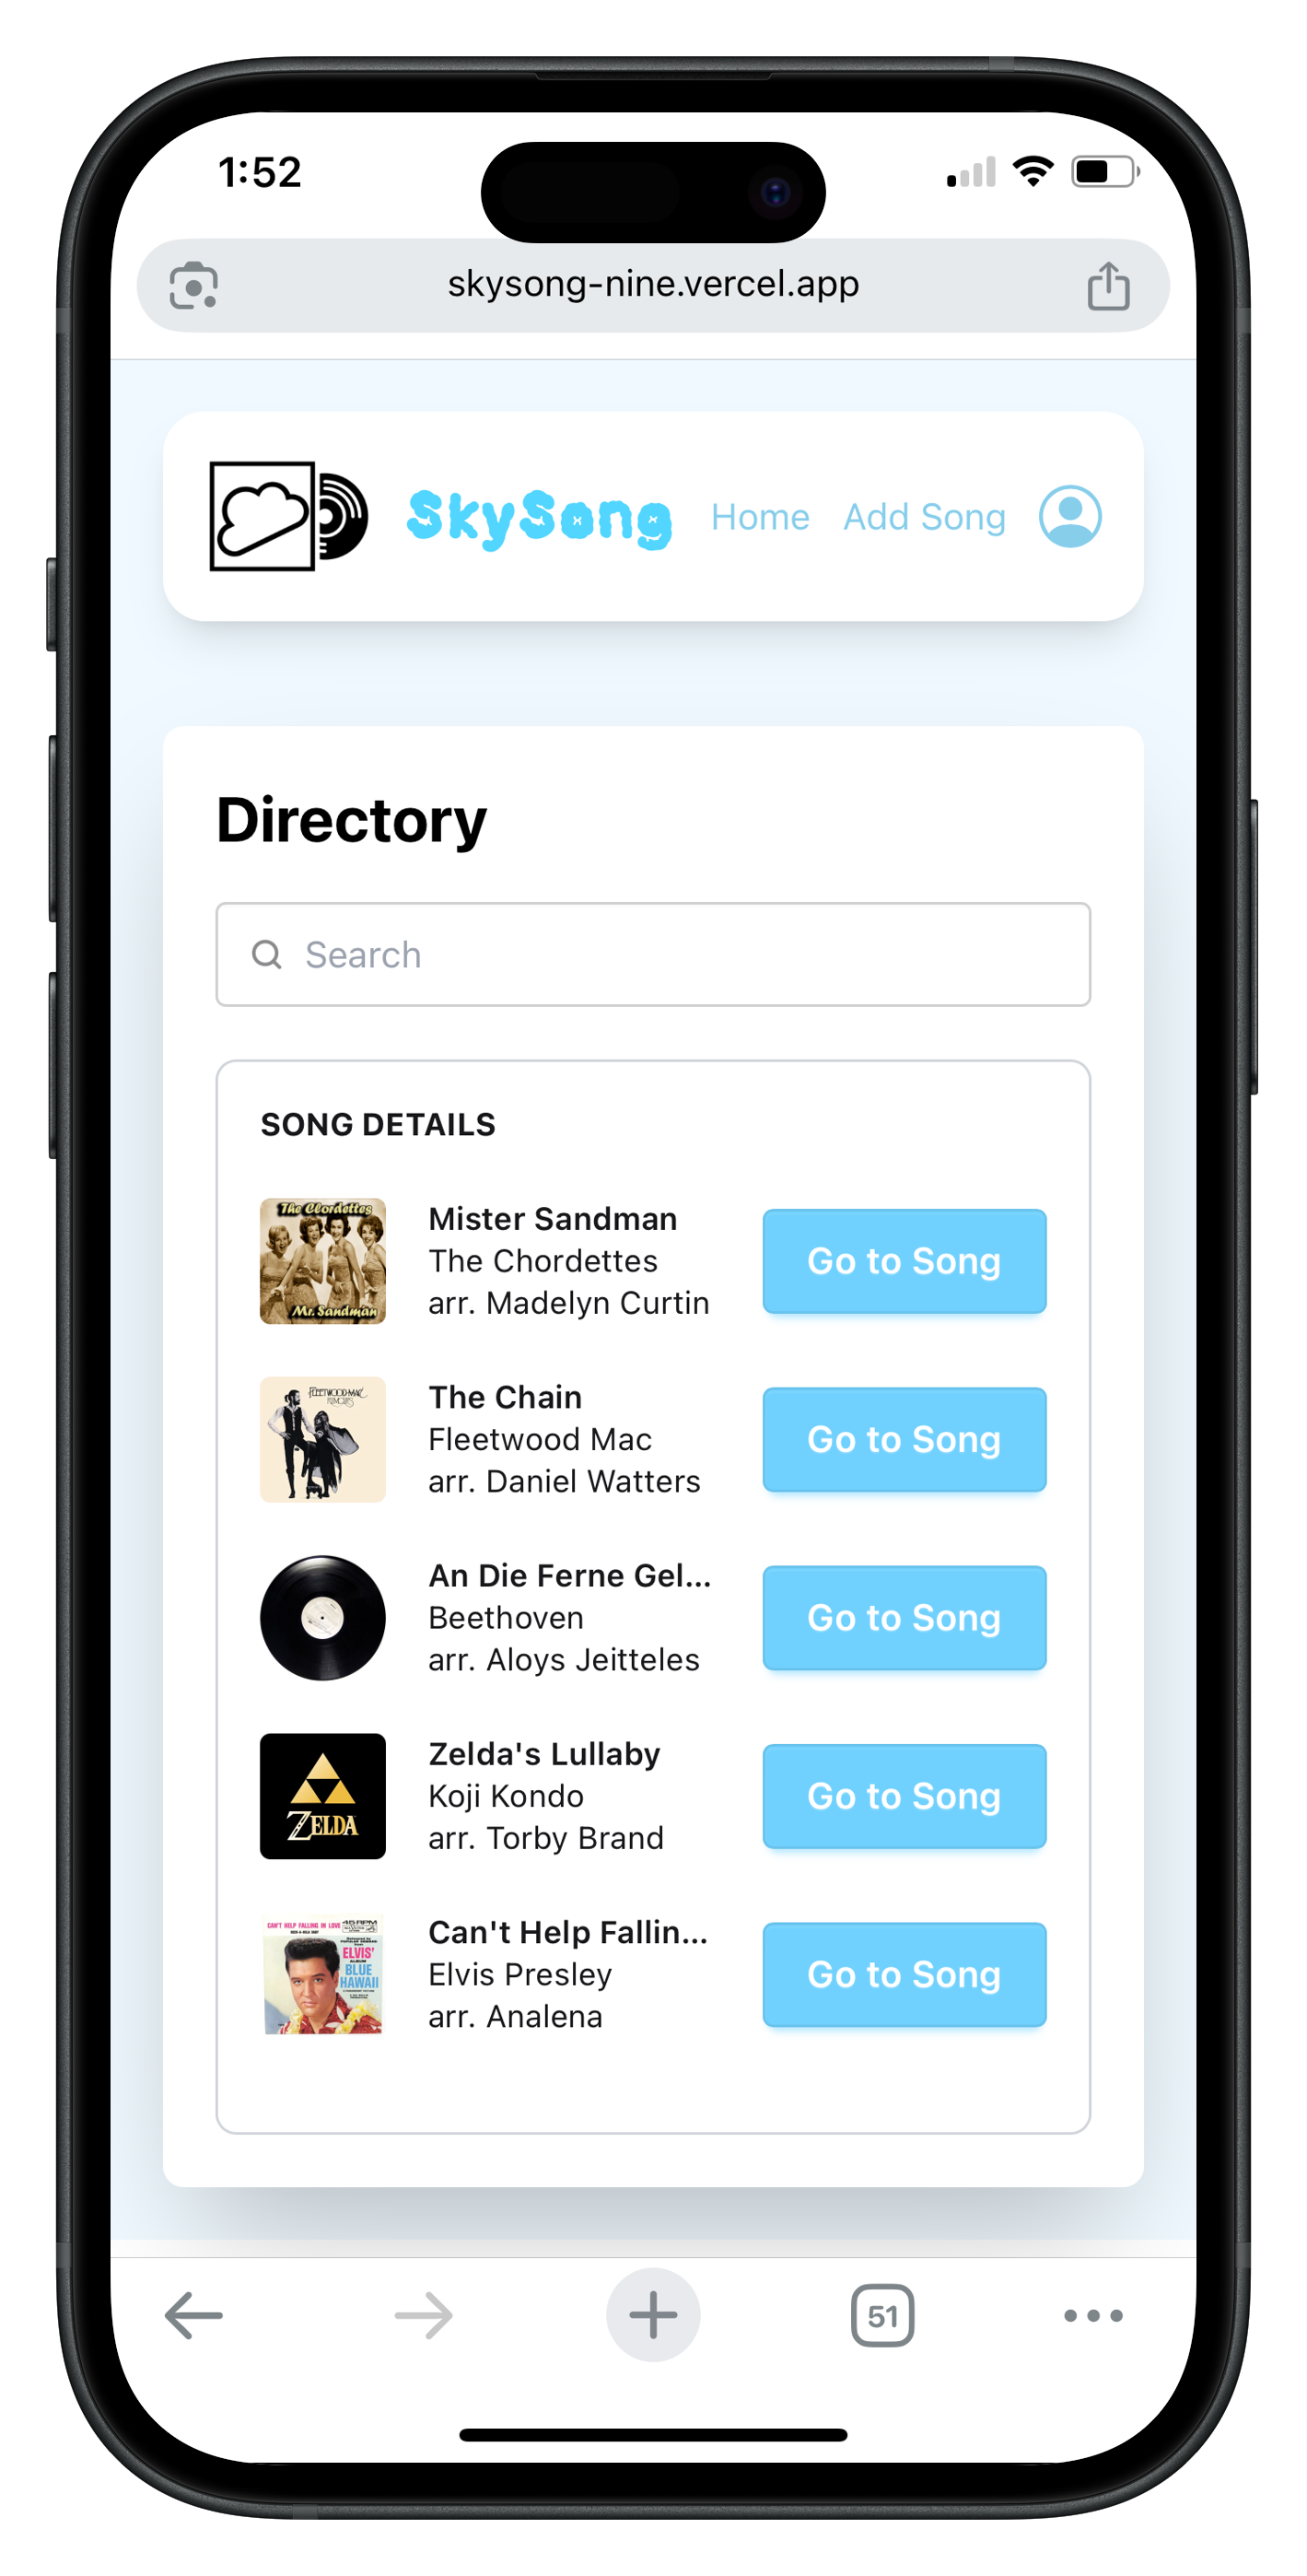 1:52
skysong-nine.vercel.app
SkySong Home Add Song
Directory
Search
SONG DETAILS
The Chordettes
Mr. Sandman
Mister Sandman
The Chordettes
arr. Madelyn Curtin
Go to Song
FLEETWOOD MAC
RUMOURS
The Chain
Fleetwood Mac
arr. Daniel Watters
Go to Song
An Die Ferne Gel...
Beethoven
arr. Aloys Jeitteles
Go to Song
ZELDA
Zelda's Lullaby
Koji Kondo
arr. Torby Brand
Go to Song
CAN'T HELP FALLING IN LOVE
45 RPM
ELVIS'
ALBUM
BLUE
HAWAII
Can't Help Fallin...
Elvis Presley
arr. Analena
Go to Song
51